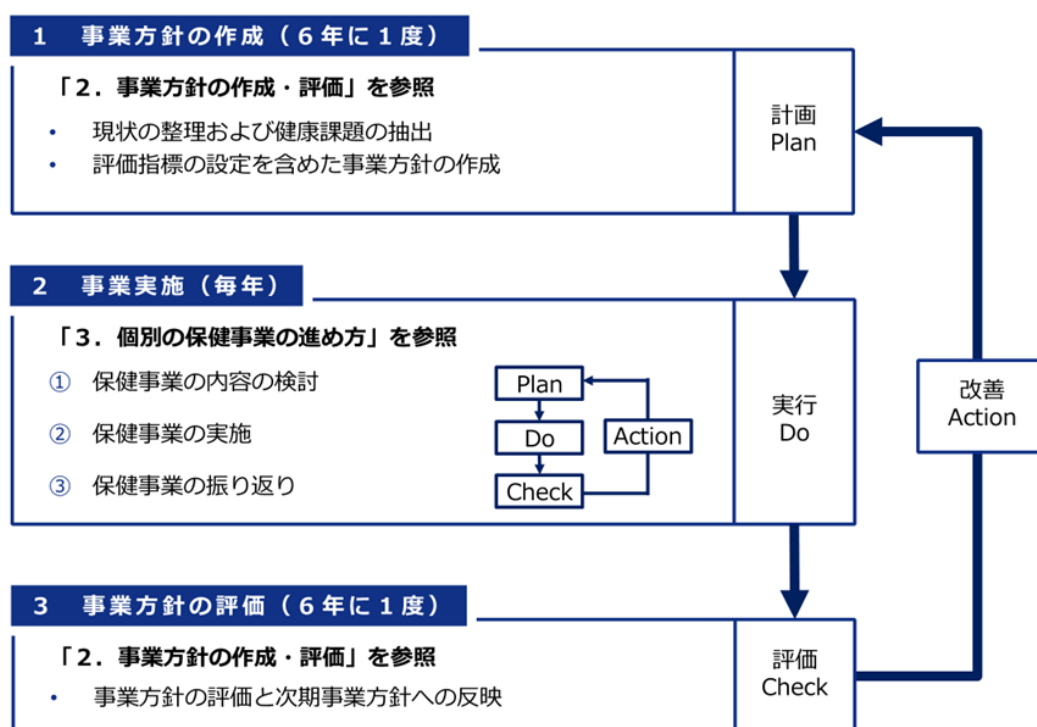 1 事業方針の作成（6年に1度）
「2．事業方針の作成・評価」を参照
• 現状の整理および健康課題の抽出
• 評価指標の設定を含めた事業方針の作成
計画
Plan
2 事業実施（毎年）
「3．個別の保健事業の進め方」を参照
① 保健事業の内容の検討
② 保健事業の実施
③ 保健事業の振り返り
Plan
Do
Action
Check
実行
Do
改善
Action
3 事業方針の評価（6年に1度）
「2．事業方針の作成・評価」を参照
• 事業方針の評価と次期事業方針への反映
評価
Check